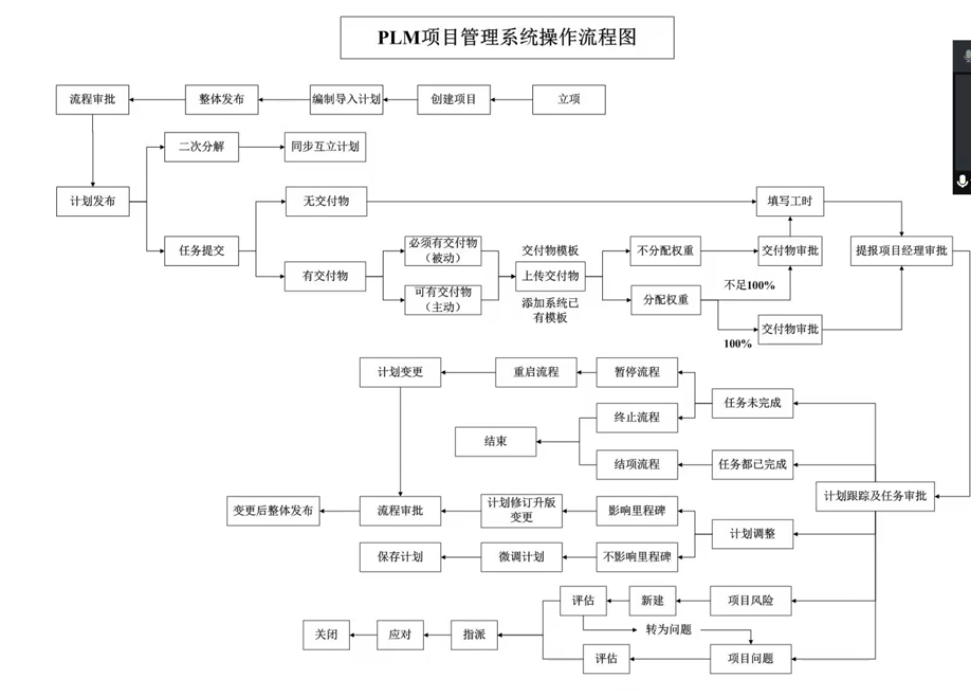 PLM项目管理系统操作流程图
流程审批
整体发布
编制导入计划
创建项目
立项
二次分解
同步互立计划
计划发布
无交付物
填写工时
任务提交
必须有交付物
（被动）
交付物模板
不分配权重
交付物审批
提报项目经理审批
有交付物
上传交付物
可有交付物
（主动）
添加系统已
有模板
分配权重
不足100%
交付物审批
100%
计划变更
重启流程
暂停流程
任务未完成
终止流程
结束
结项流程
任务都已完成
计划跟踪及任务审批
变更后整体发布
流程审批
计划修订升版
变更
影响里程碑
计划调整
保存计划
微调计划
不影响里程碑
评估
新建
项目风险
关闭
应对
指派
转为问题
评估
项目问题